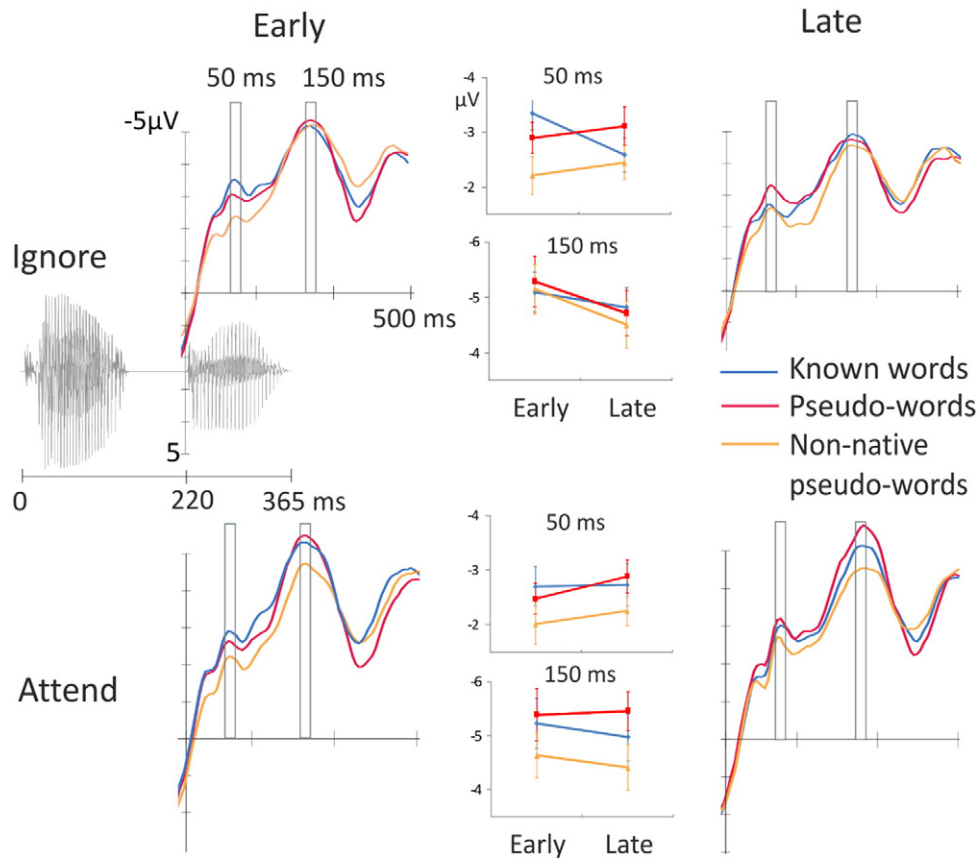 Early
Late
50 ms
150 ms
-5µV
Ignore
500 ms
5
0
220
365 ms
50 ms
-4
µV
-3
-2
150 ms
-6
-5
-4
Early
Late
Known words
Pseudo-words
Non-native
pseudo-words
Attend
50 ms
-4
-3
-2
150 ms
-6
-5
-4
Early
Late